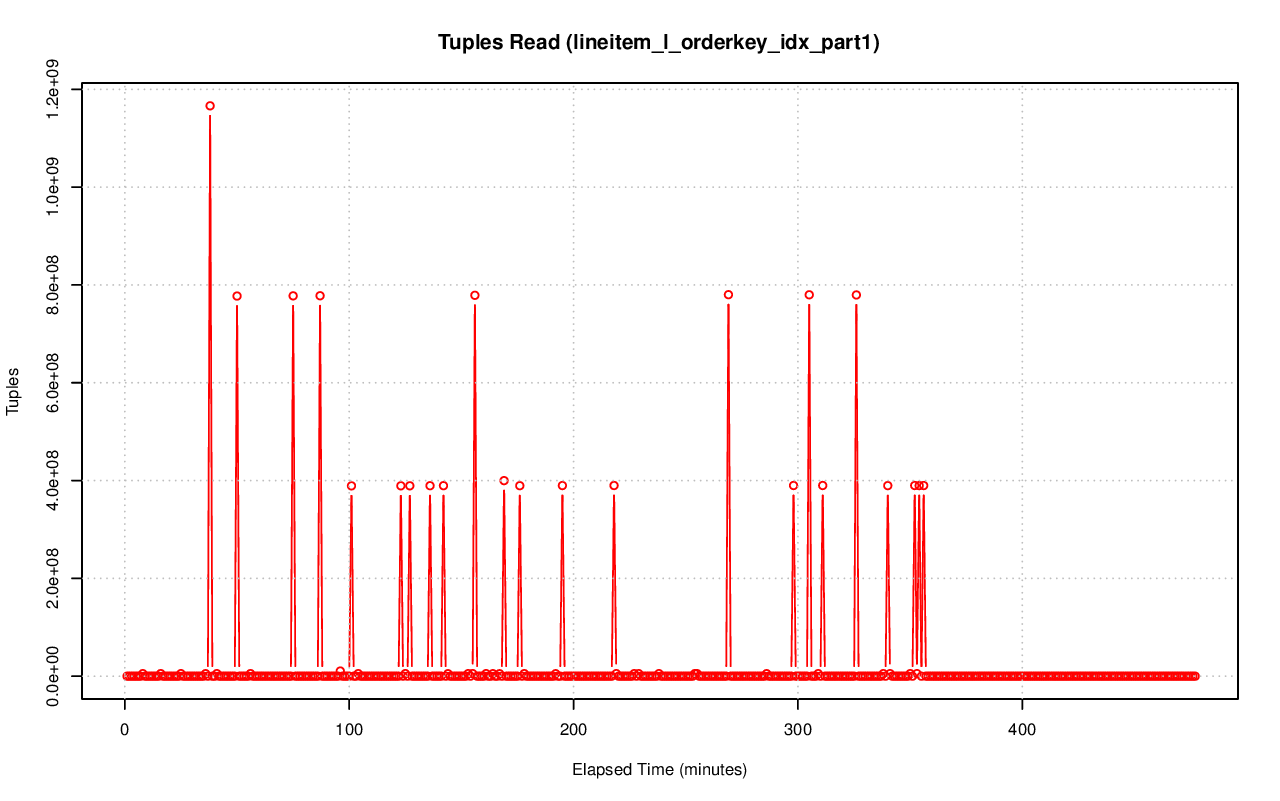 Tuples Read (lineitem_l_orderkey_idx_part1)
1.2e+09
1.0e+09
8.0e+08
6.0e+08
4.0e+08
2.0e+08
0.0e+00
Tuples
0 100 200 300 400
Elapsed Time (minutes)